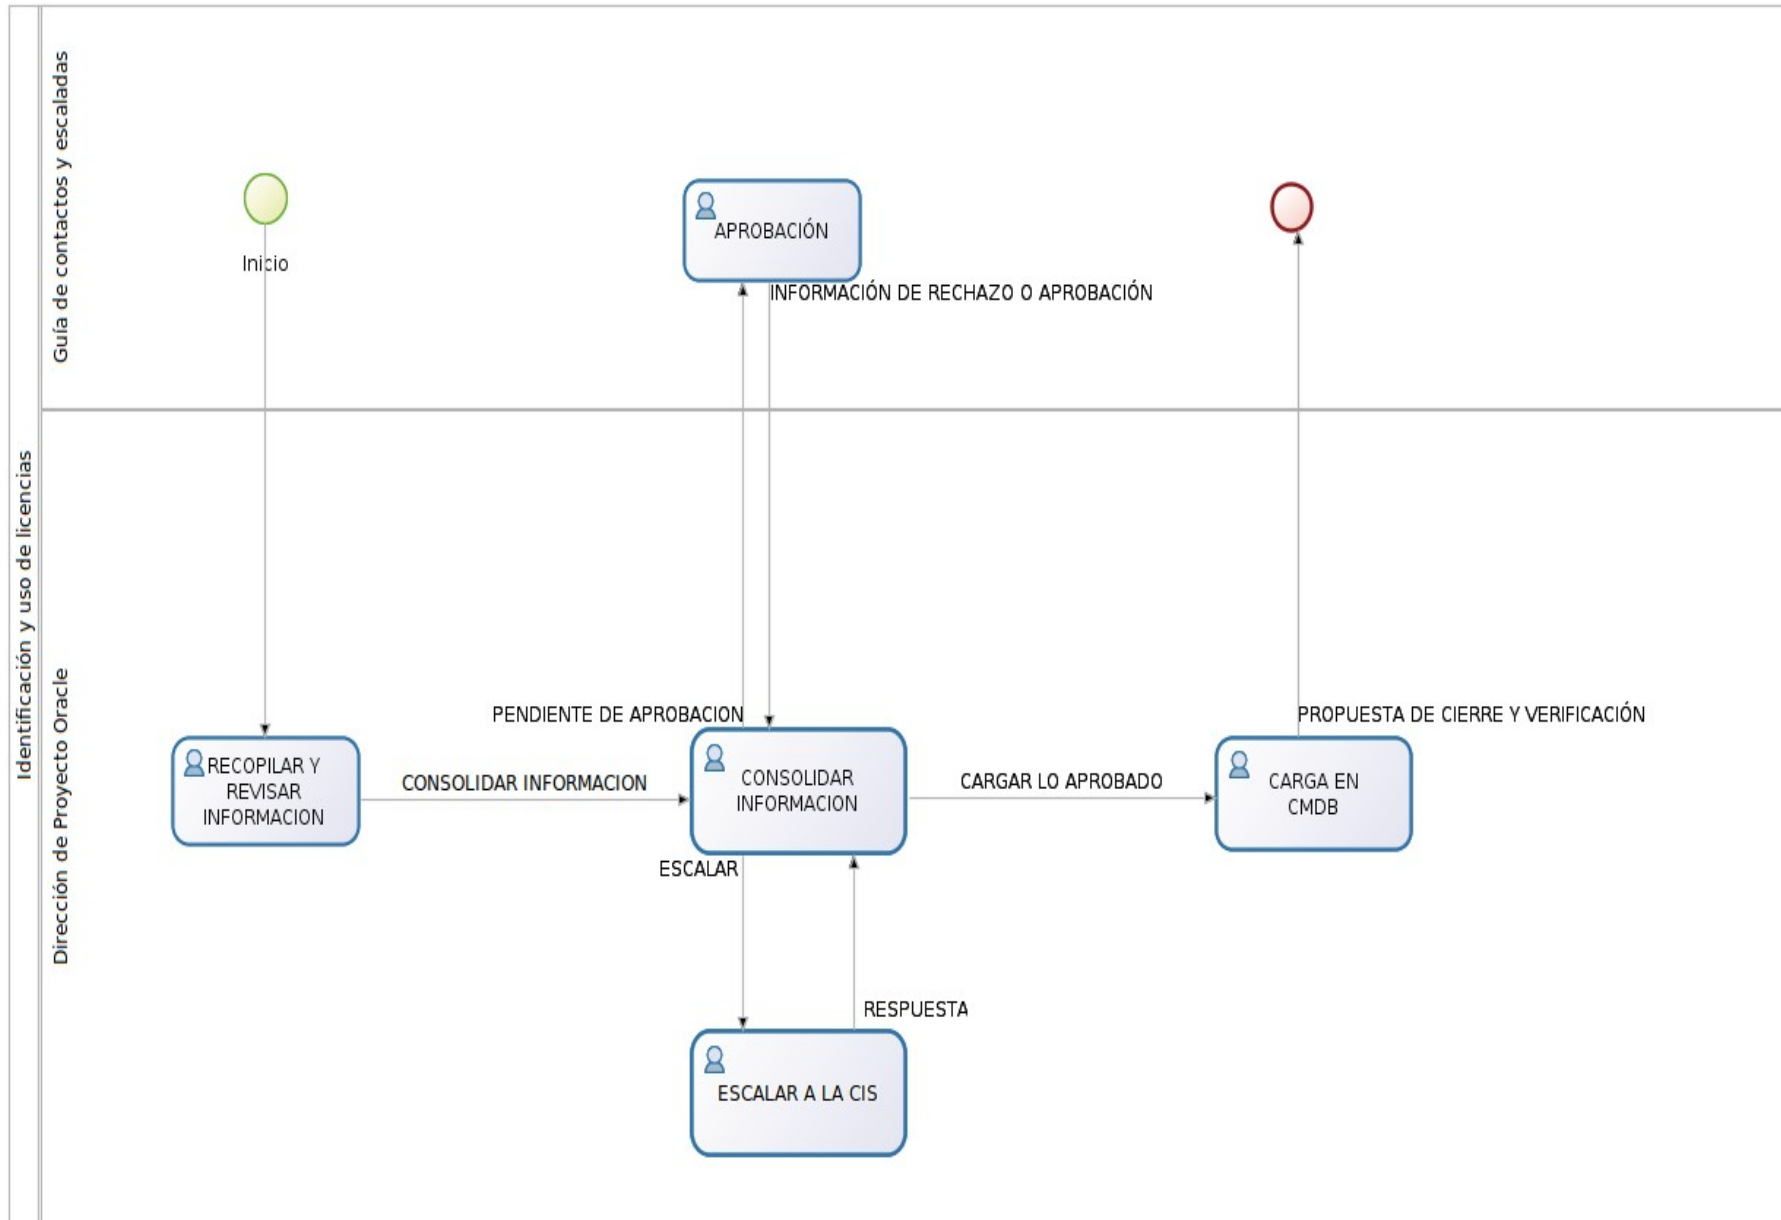 Identificación y uso de licencias
Guía de contactos y escaladas
Inicio
APROBACIÓN
INFORMACIÓN DE RECHAZO O APROBACIÓN
Dirección de Proyecto Oracle
PENDIENTE DE APROBACION
PROPUESTA DE CIERRE Y VERIFICACIÓN
RECOPILAR Y
REVISAR
INFORMACION
CONSOLIDAR INFORMACION
CONSOLIDAR
INFORMACION
CARGAR LO APROBADO
CARGA EN
CMDB
ESCALAR
RESPUESTA
ESCALAR A LA CIS